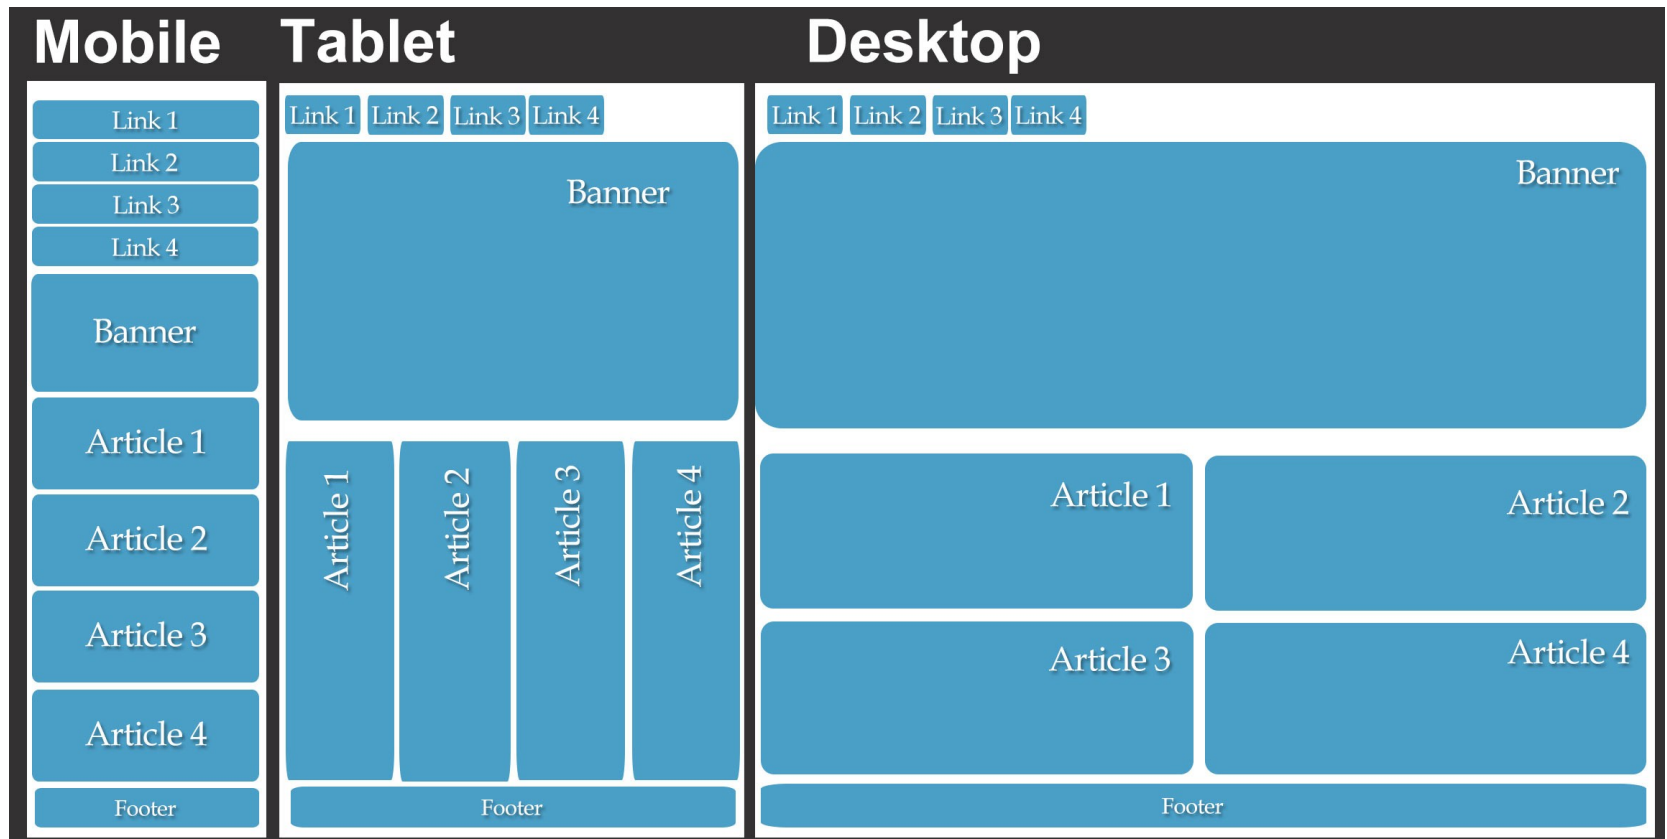 Mobile
Link 1
Link 2
Link 3
Link 4
Banner
Article 1
Article 2
Article 3
Article 4
Footer
Tablet
Link 1
Link 2
Link 3
Link 4
Banner
Article 1
Article 2
Article 3
Article 4
Footer
Desktop
Link 1
Link 2
Link 3
Link 4
Banner
Article 1
Article 2
Article 3
Article 4
Footer